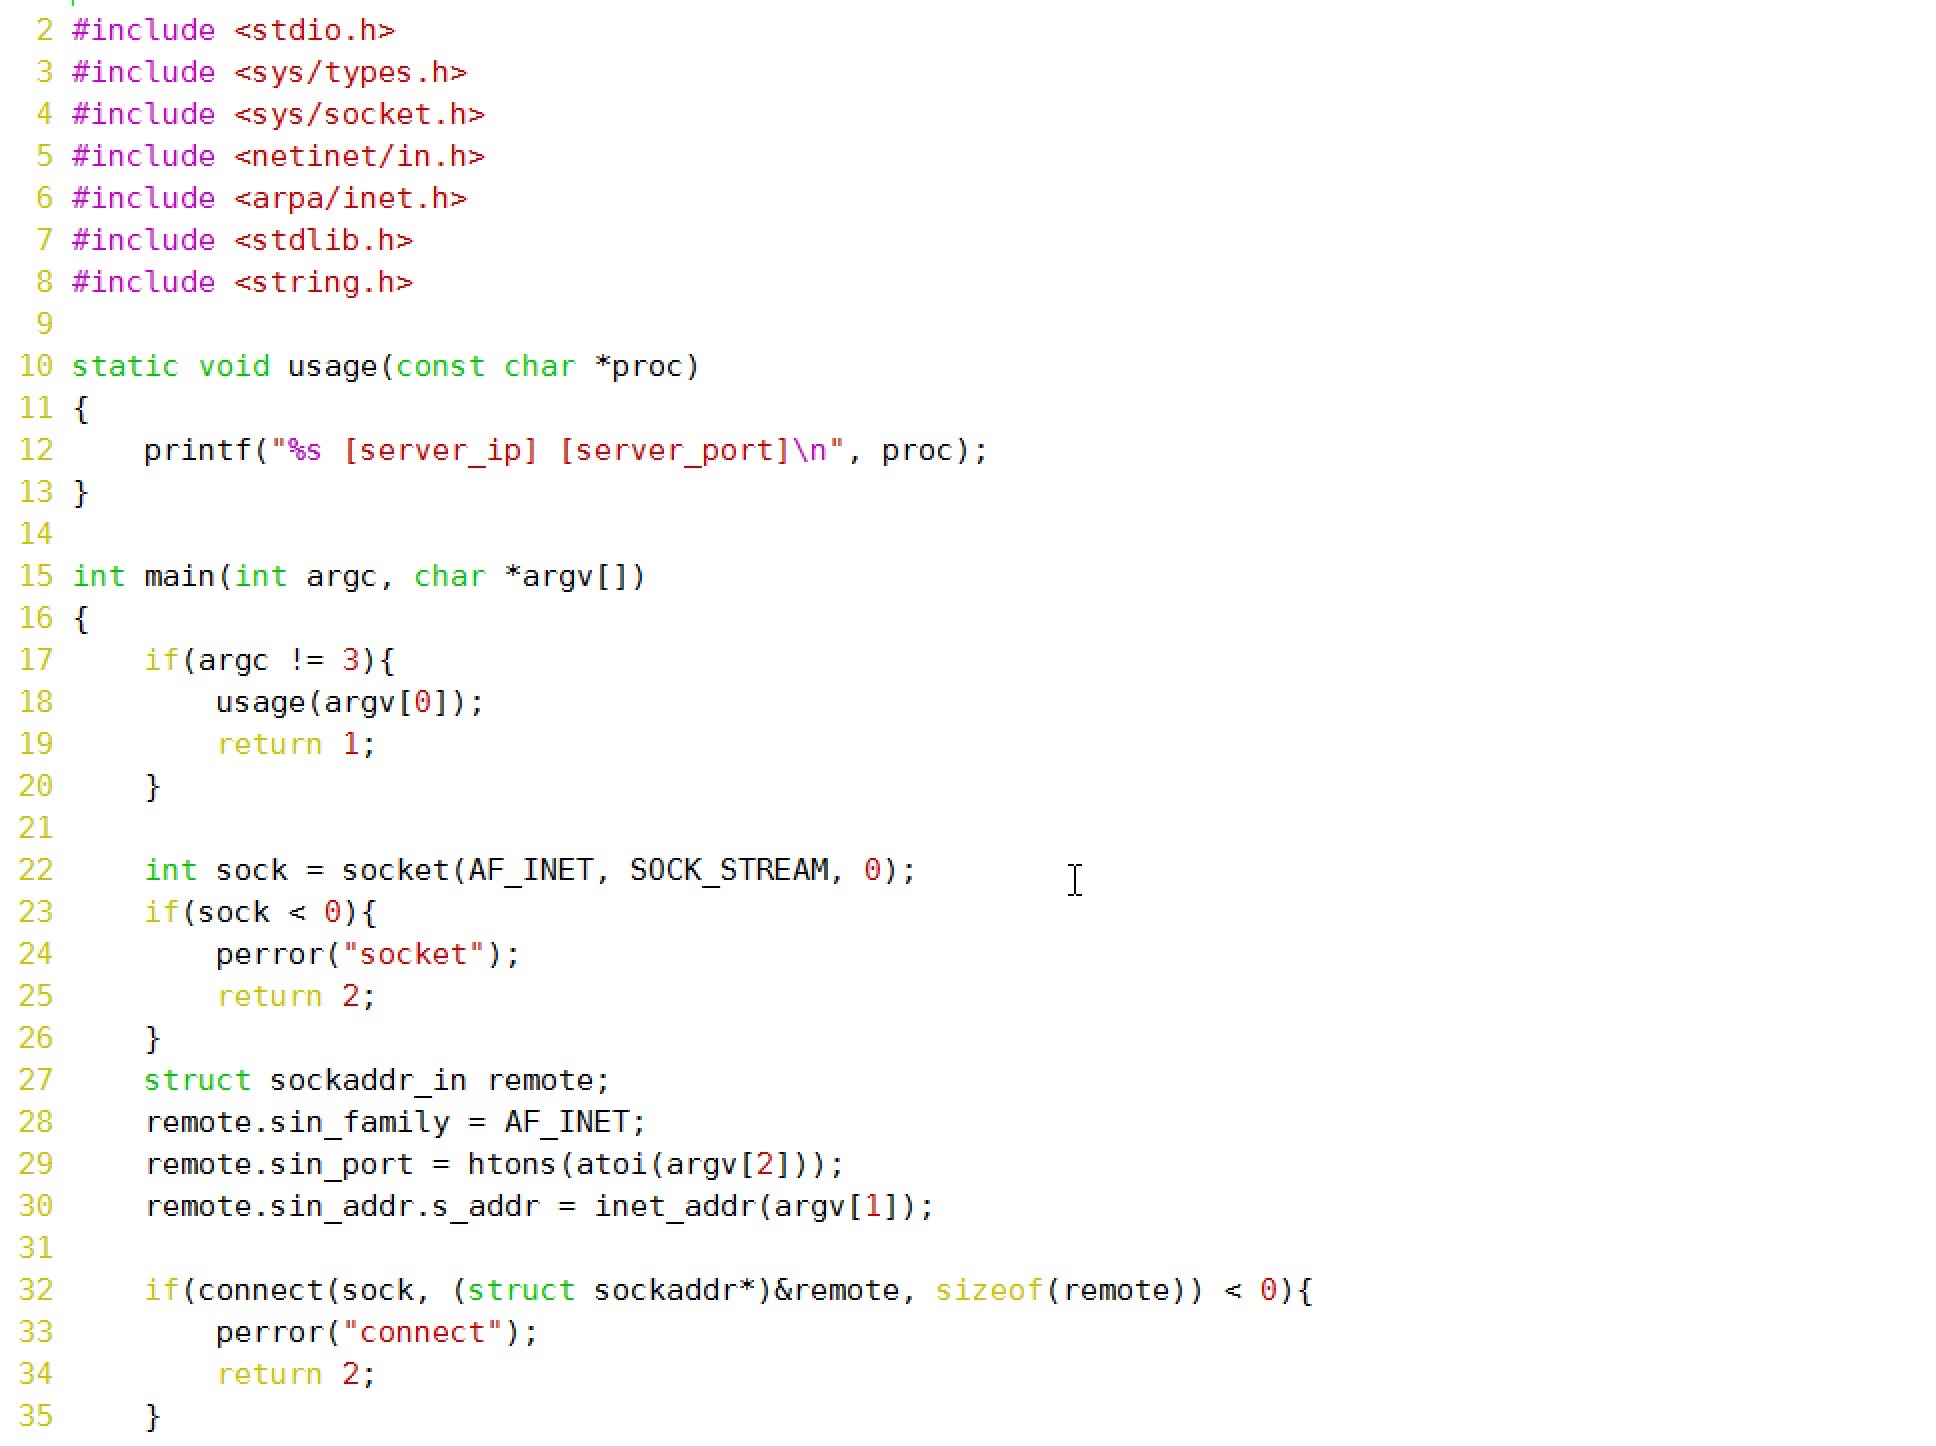 2 #include <stdio.h>
3 #include <sys/types.h>
4 #include <sys/socket.h>
5 #include <netinet/in.h>
6 #include <arpa/inet.h>
7 #include <stdlib.h>
8 #include <string.h>
9
10 static void usage(const char *proc)
11 {
12     printf("%s [server_ip] [server_port]\n", proc);
13 }
14
15 int main(int argc, char *argv[])
16 {
17     if(argc != 3){
18         usage(argv[0]);
19         return 1;
20     }
21
22     int sock = socket(AF_INET, SOCK_STREAM, 0);
23     if(sock < 0){
24         perror("socket");
25         return 2;
26     }
27     struct sockaddr_in remote;
28     remote.sin_family = AF_INET;
29     remote.sin_port = htons(atoi(argv[2]));
30     remote.sin_addr.s_addr = inet_addr(argv[1]);
31
32     if(connect(sock, (struct sockaddr*)&remote, sizeof(remote)) < 0){
33         perror("connect");
34         return 2;
35     }